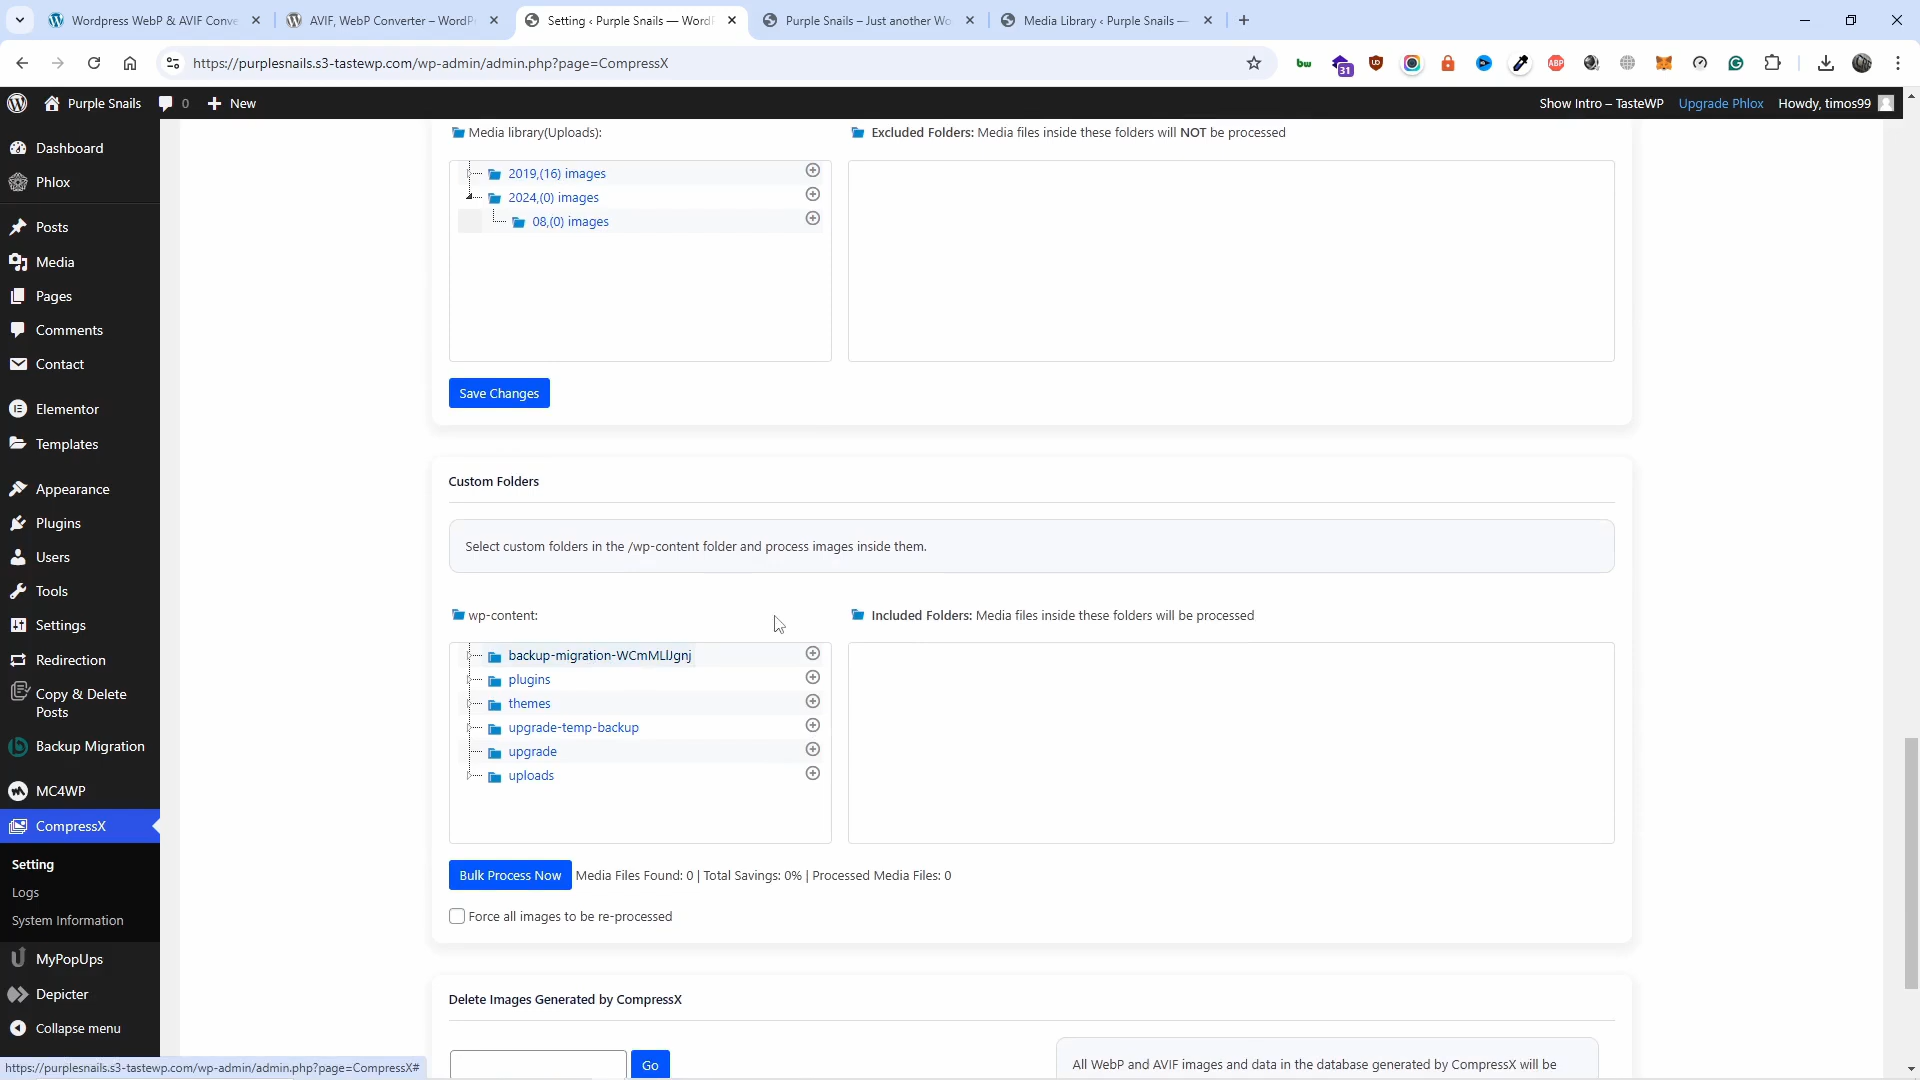 Wordpress WebP & AVIF Conve
AVIF, WebP Converter – WordP
Setting ‹ Purple Snails — WordP
Purple Snails – Just another Wo
Media Library ‹ Purple Snails —
https://purplesnails.s3-tastewp.com/wp-admin/admin.php?page=CompressX
bw
31
ABP
Purple Snails
0
New
Show Intro – TasteWP
Upgrade Phlox
Howdy, timos99
Dashboard
Phlox
Posts
Media
Pages
Comments
Contact
Elementor
Templates
Appearance
Plugins
Users
Tools
Settings
Redirection
Copy & Delete
Posts
Backup Migration
MC4WP
CompressX
Setting
Logs
System Information
MyPopUps
Depicter
Collapse menu
Media library(Uploads):
2019,(16) images
2024,(0) images
08,(0) images
Excluded Folders: Media files inside these folders will NOT be processed
Save Changes
Custom Folders
Select custom folders in the /wp-content folder and process images inside them.
wp-content:
backup-migration-WCmMLlJgnj
plugins
themes
upgrade-temp-backup
upgrade
uploads
Included Folders: Media files inside these folders will be processed
Bulk Process Now
Media Files Found: 0 | Total Savings: 0% | Processed Media Files: 0
Force all images to be re-processed
Delete Images Generated by CompressX
Go
All WebP and AVIF images and data in the database generated by CompressX will be
https://purplesnails.s3-tastewp.com/wp-admin/admin.php?page=CompressX#